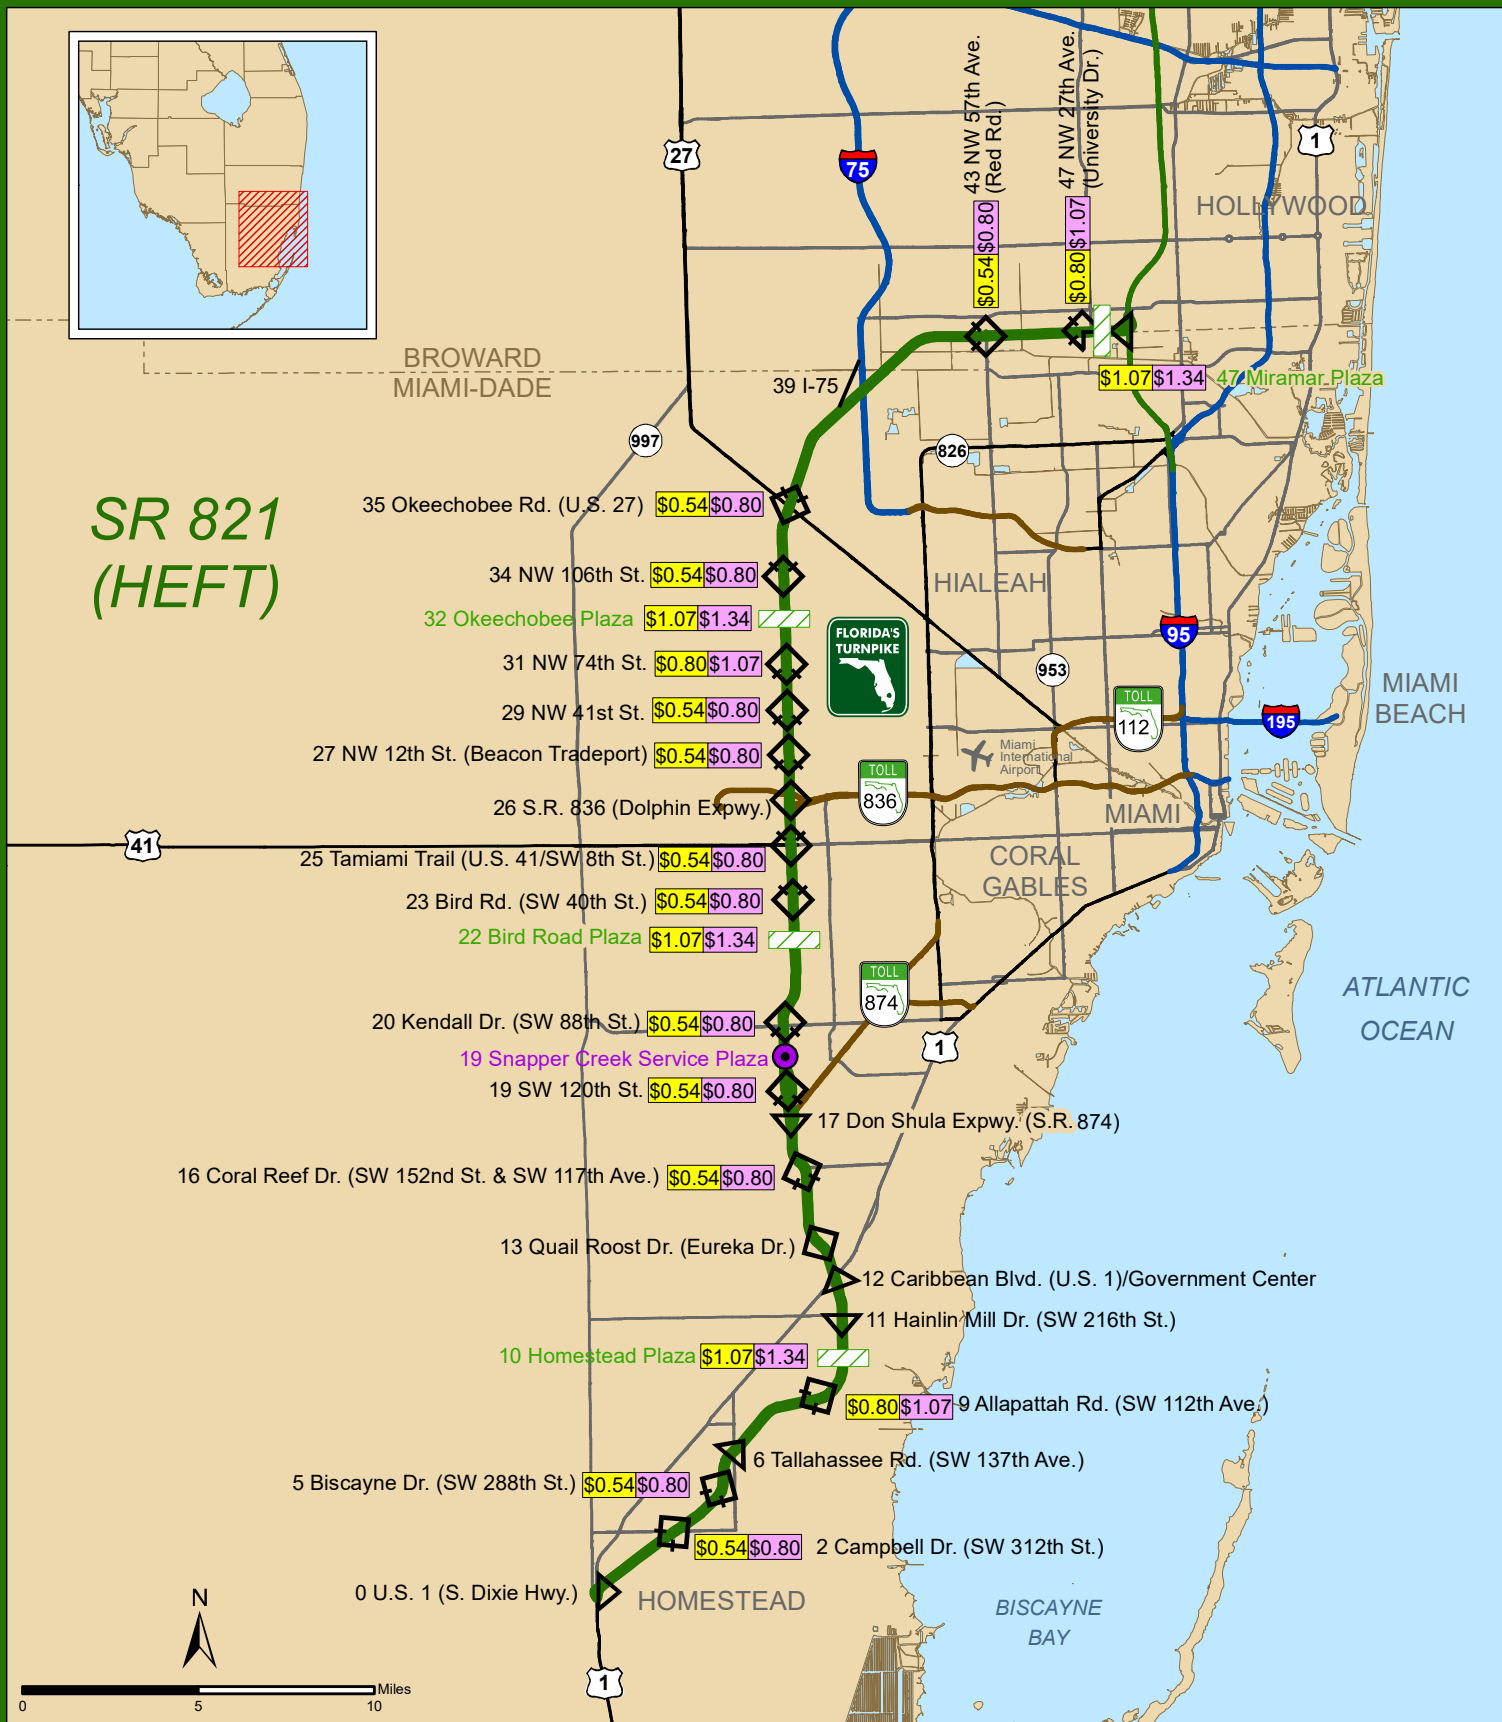 43 NW 57th Ave.
(Red Rd.)
$0.54 $0.80
47 NW 27th Ave.
(University Dr.)
$0.80 $1.07
27
75
1
HOLLYWOOD
BROWARD
MIAMI-DADE
39 I-75
$1.07 $1.34 47 Miramar Plaza
997
826
SR 821
(HEFT)
35 Okeechobee Rd. (U.S. 27) $0.54 $0.80
34 NW 106th St. $0.54 $0.80
HIALEAH
32 Okeechobee Plaza $1.07 $1.34
FLORIDA'S
TURNPIKE
95
31 NW 74th St. $0.80 $1.07
953
MIAMI
BEACH
29 NW 41st St. $0.54 $0.80
TOLL
112
195
27 NW 12th St. (Beacon Tradeport) $0.54 $0.80
Miami
International
Airport
TOLL
836
26 S.R. 836 (Dolphin Expwy.)
MIAMI
41
25 Tamiami Trail (U.S. 41/SW 8th St.) $0.54 $0.80
CORAL
GABLES
23 Bird Rd. (SW 40th St.) $0.54 $0.80
22 Bird Road Plaza $1.07 $1.34
TOLL
874
ATLANTIC
OCEAN
20 Kendall Dr. (SW 88th St.) $0.54 $0.80
1
19 Snapper Creek Service Plaza
19 SW 120th St. $0.54 $0.80
17 Don Shula Expwy. (S.R. 874)
16 Coral Reef Dr. (SW 152nd St. & SW 117th Ave.) $0.54 $0.80
13 Quail Roost Dr. (Eureka Dr.)
12 Caribbean Blvd. (U.S. 1)/Government Center
11 Hainlin Mill Dr. (SW 216th St.)
10 Homestead Plaza $1.07 $1.34
$0.80 $1.07 9 Allapattah Rd. (SW 112th Ave.)
6 Tallahassee Rd. (SW 137th Ave.)
5 Biscayne Dr. (SW 288th St.) $0.54 $0.80
$0.54 $0.80 2 Campbell Dr. (SW 312th St.)
0 U.S. 1 (S. Dixie Hwy.)
HOMESTEAD
N
BISCAYNE
BAY
1
Miles
0 5 10